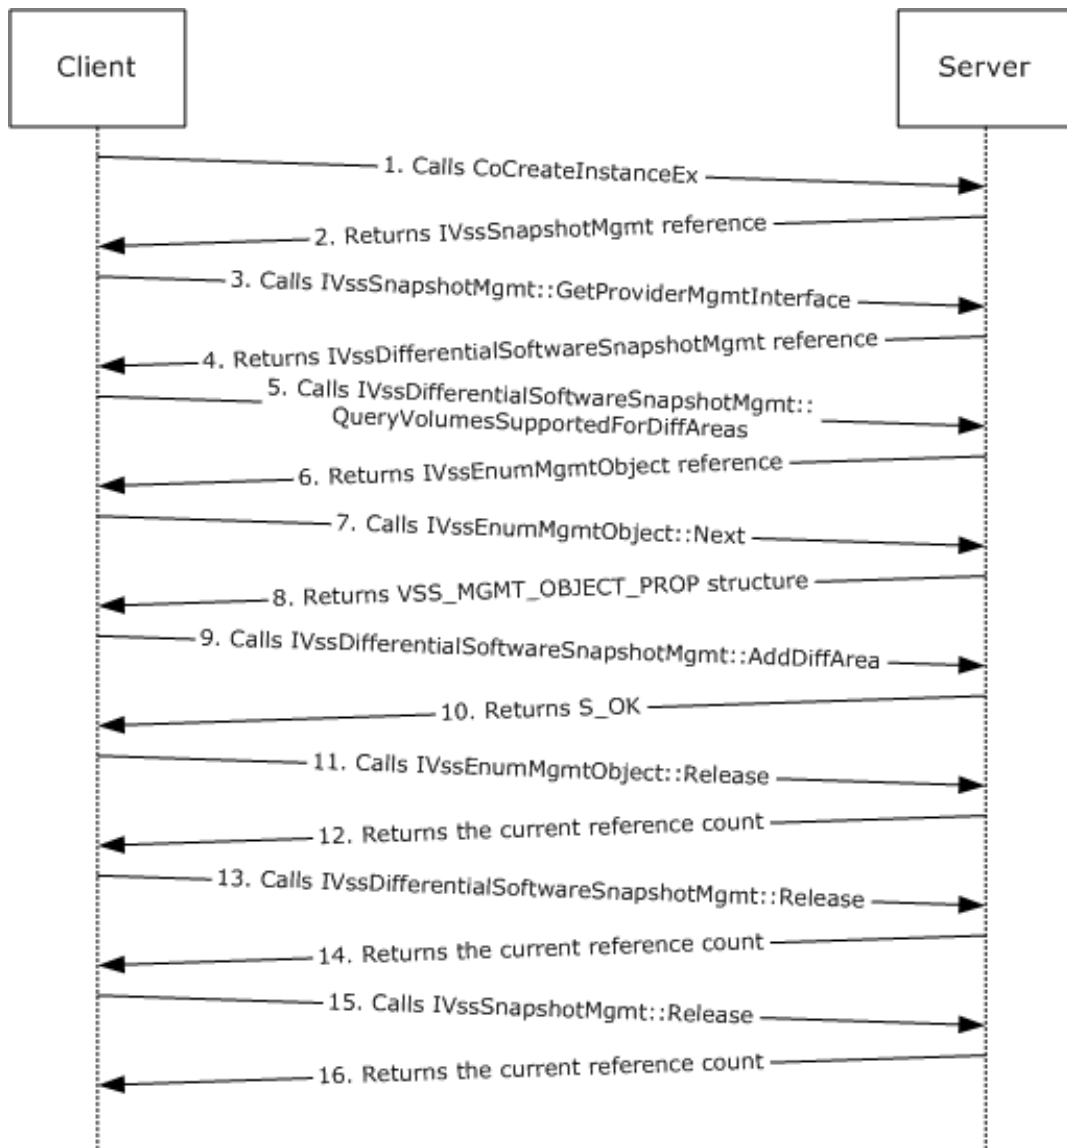 Client
Server
1. Calls CoCreateInstanceEx
2. Returns IVssSnapshotMgmt reference
3. Calls IVssSnapshotMgmt::GetProviderMgmtInterface
4. Returns IVssDifferentialSoftwareSnapshotMgmt reference
5. Calls IVssDifferentialSoftwareSnapshotMgmt::
QueryVolumesSupportedForDiffAreas
6. Returns IVssEnumMgmtObject reference
7. Calls IVssEnumMgmtObject::Next
8. Returns VSS_MGMT_OBJECT_PROP structure
9. Calls IVssDifferentialSoftwareSnapshotMgmt::AddDiffArea
10. Returns S_OK
11. Calls IVssEnumMgmtObject::Release
12. Returns the current reference count
13. Calls IVssDifferentialSoftwareSnapshotMgmt::Release
14. Returns the current reference count
15. Calls IVssSnapshotMgmt::Release
16. Returns the current reference count